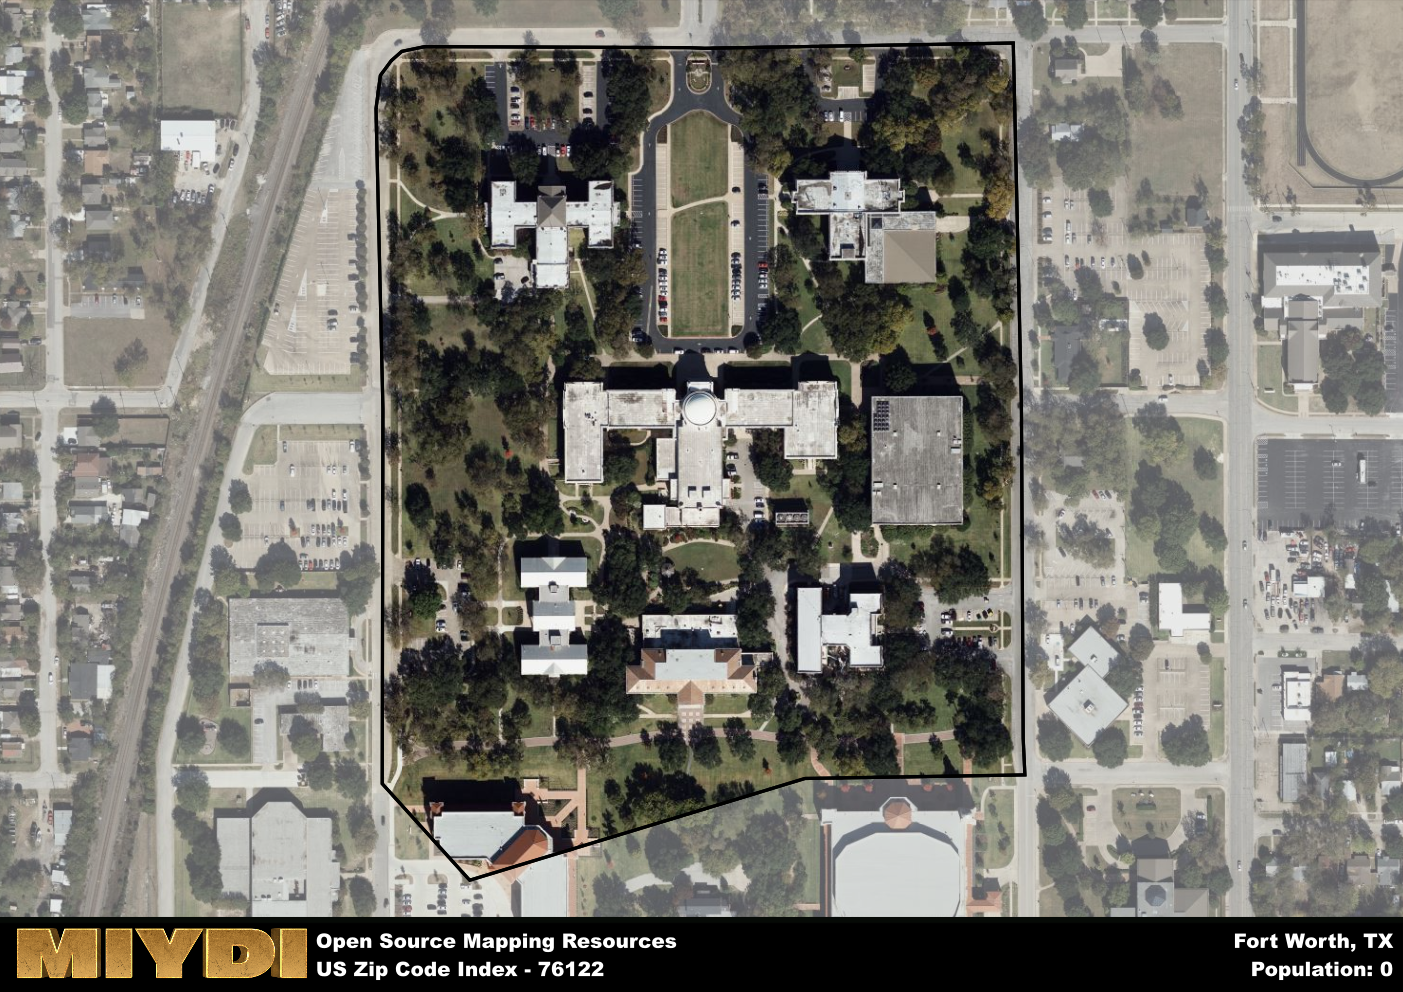 MIYDI
Open Source Mapping Resources
US Zip Code Index - 76122
Fort Worth, TX
Population: 0